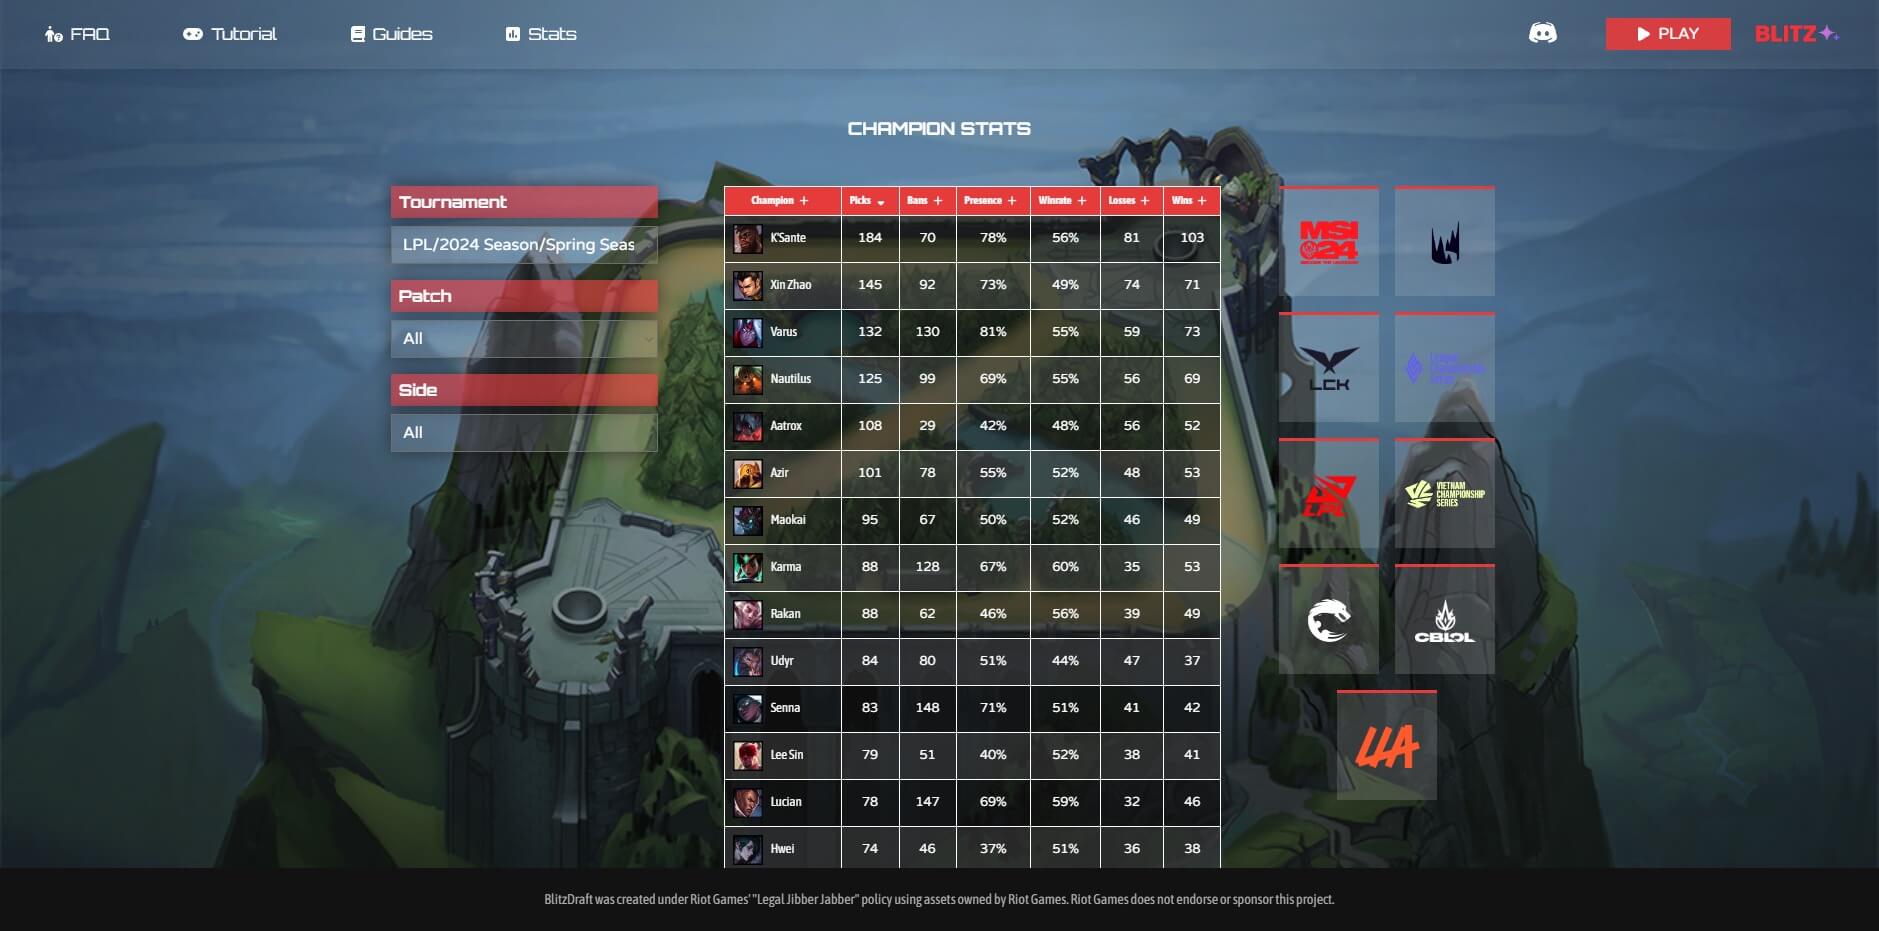 FAQ Tutorial Guides Stats PLAY BLITZ
CHAMPION STATS
Tournament
LPL/2024 Season/Spring Seas
Patch
All
Side
All
Champion Picks Bans Presence Winrate Losses Wins
K'Sante 184 70 78% 56% 81 103
Xin Zhao 145 92 73% 49% 74 71
Varus 132 130 81% 55% 59 73
Nautilus 125 99 69% 55% 56 69
Aatrox 108 29 42% 48% 56 52
Azir 101 78 55% 52% 48 53
Maokai 95 67 50% 52% 46 49
Karma 88 128 67% 60% 35 53
Rakan 88 62 46% 56% 39 49
Udyr 84 80 51% 44% 47 37
Senna 83 148 71% 51% 41 42
Lee Sin 79 51 40% 52% 38 41
Lucian 78 147 69% 59% 32 46
Hwei 74 46 37% 51% 36 38
MSI
24
LCK
League
Championship
Series
LPL
VIETNAM
CHAMPIONSHIP
SERIES
CBLOL
LLA
BlitzDraft was created under Riot Games' "Legal Jibber Jabber" policy using assets owned by Riot Games. Riot Games does not endorse or sponsor this project.